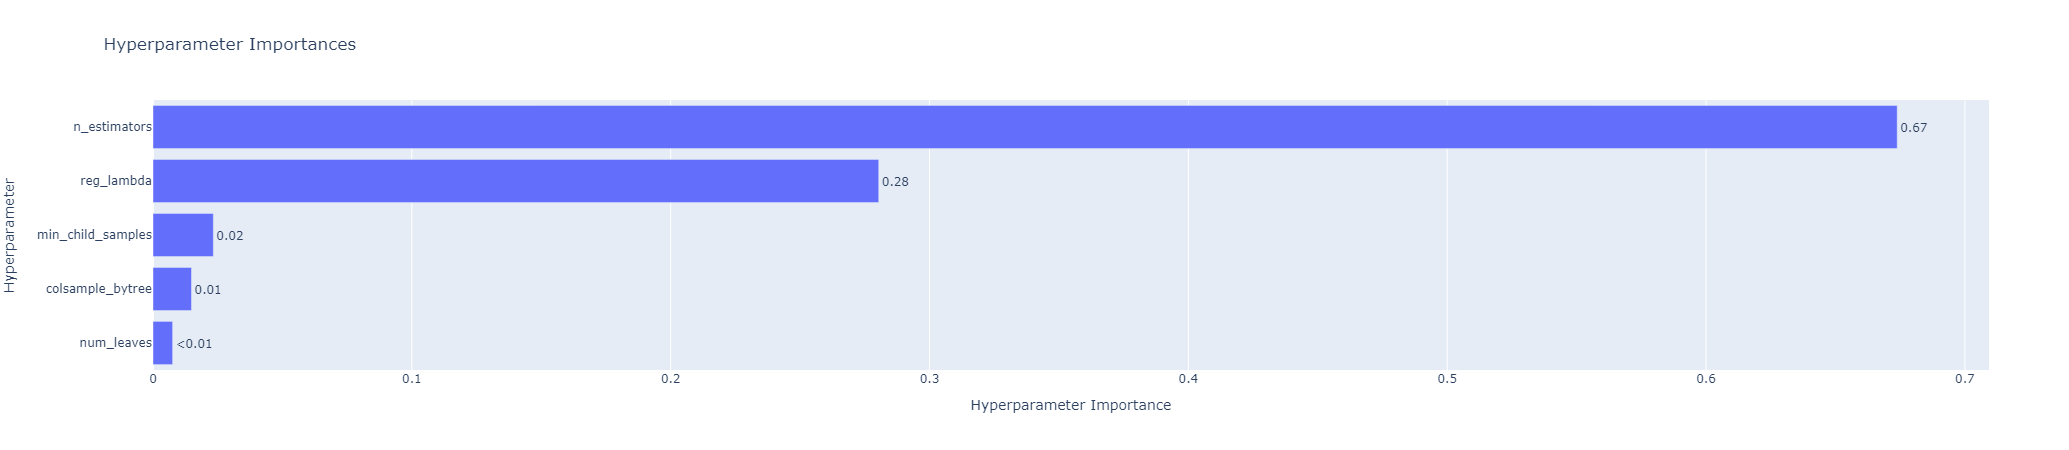 Hyperparameter Importances
Hyperparameter
n_estimators
0.67
reg_lambda
0.28
min_child_samples
0.02
colsample_bytree
0.01
num_leaves
<0.01
0 0.1 0.2 0.3 0.4 0.5 0.6 0.7
Hyperparameter Importance